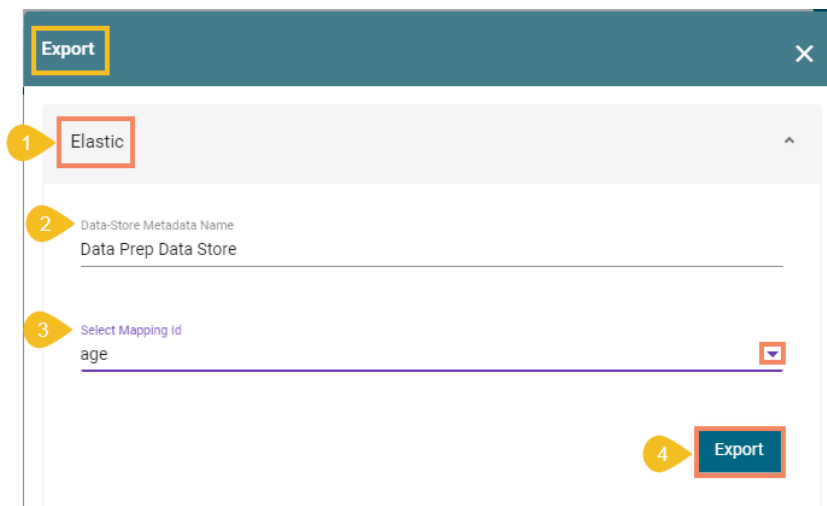 Export
1
Elastic
2
Data-Store Metadata Name
Data Prep Data Store
3
Select Mapping Id
age
4
Export